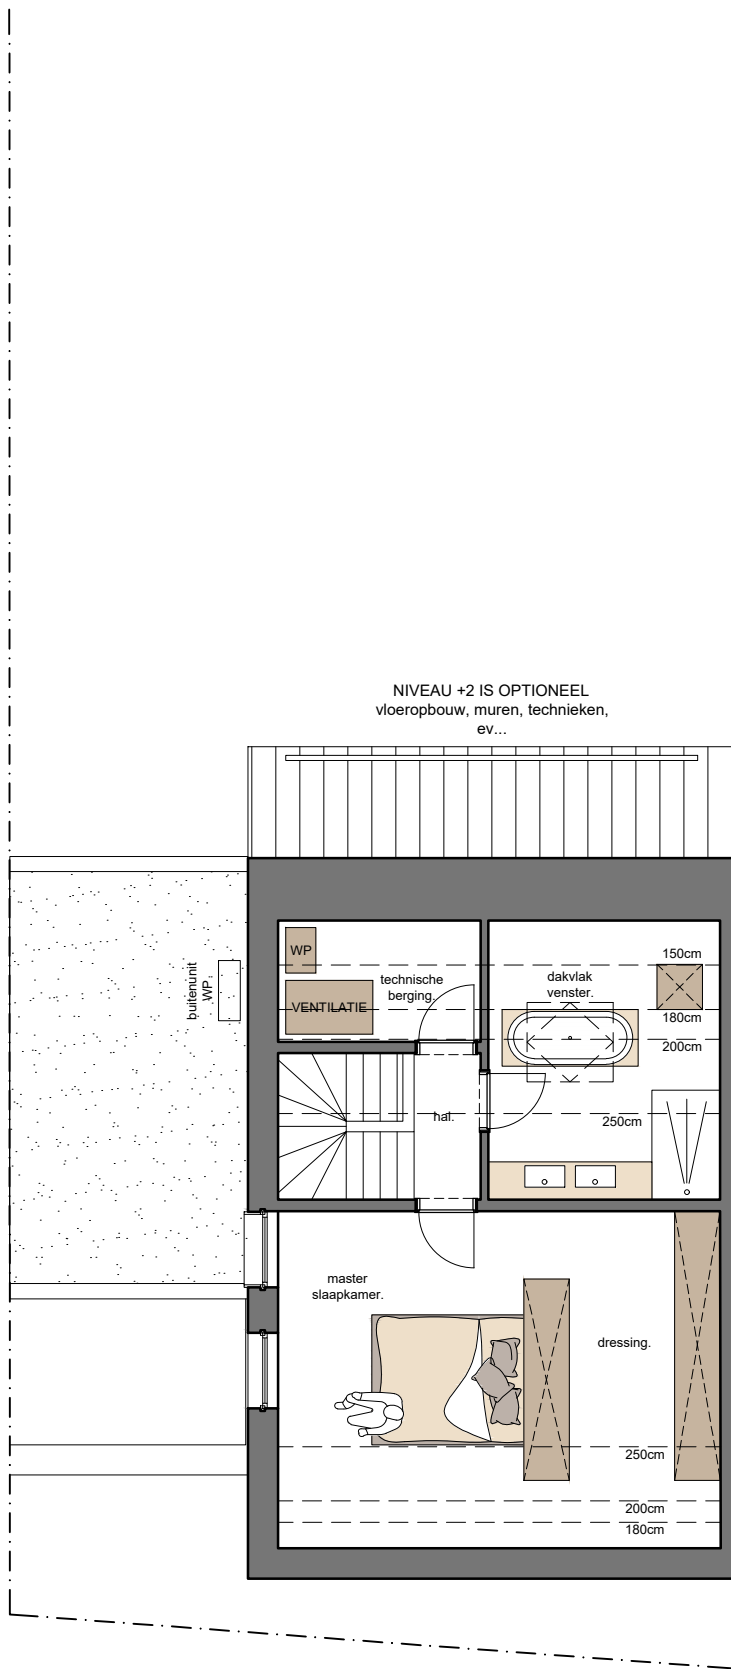 NIVEAU +2 IS OPTIONEEL
vloeropbouw, muren, technieken,
ev...
WP
technische
berging.
VENTILATIE
dakvlak
venster.
150cm
180cm
200cm
buitenunit
WP
hal.
250cm
master
slaapkamer.
dressing.
250cm
200cm
180cm